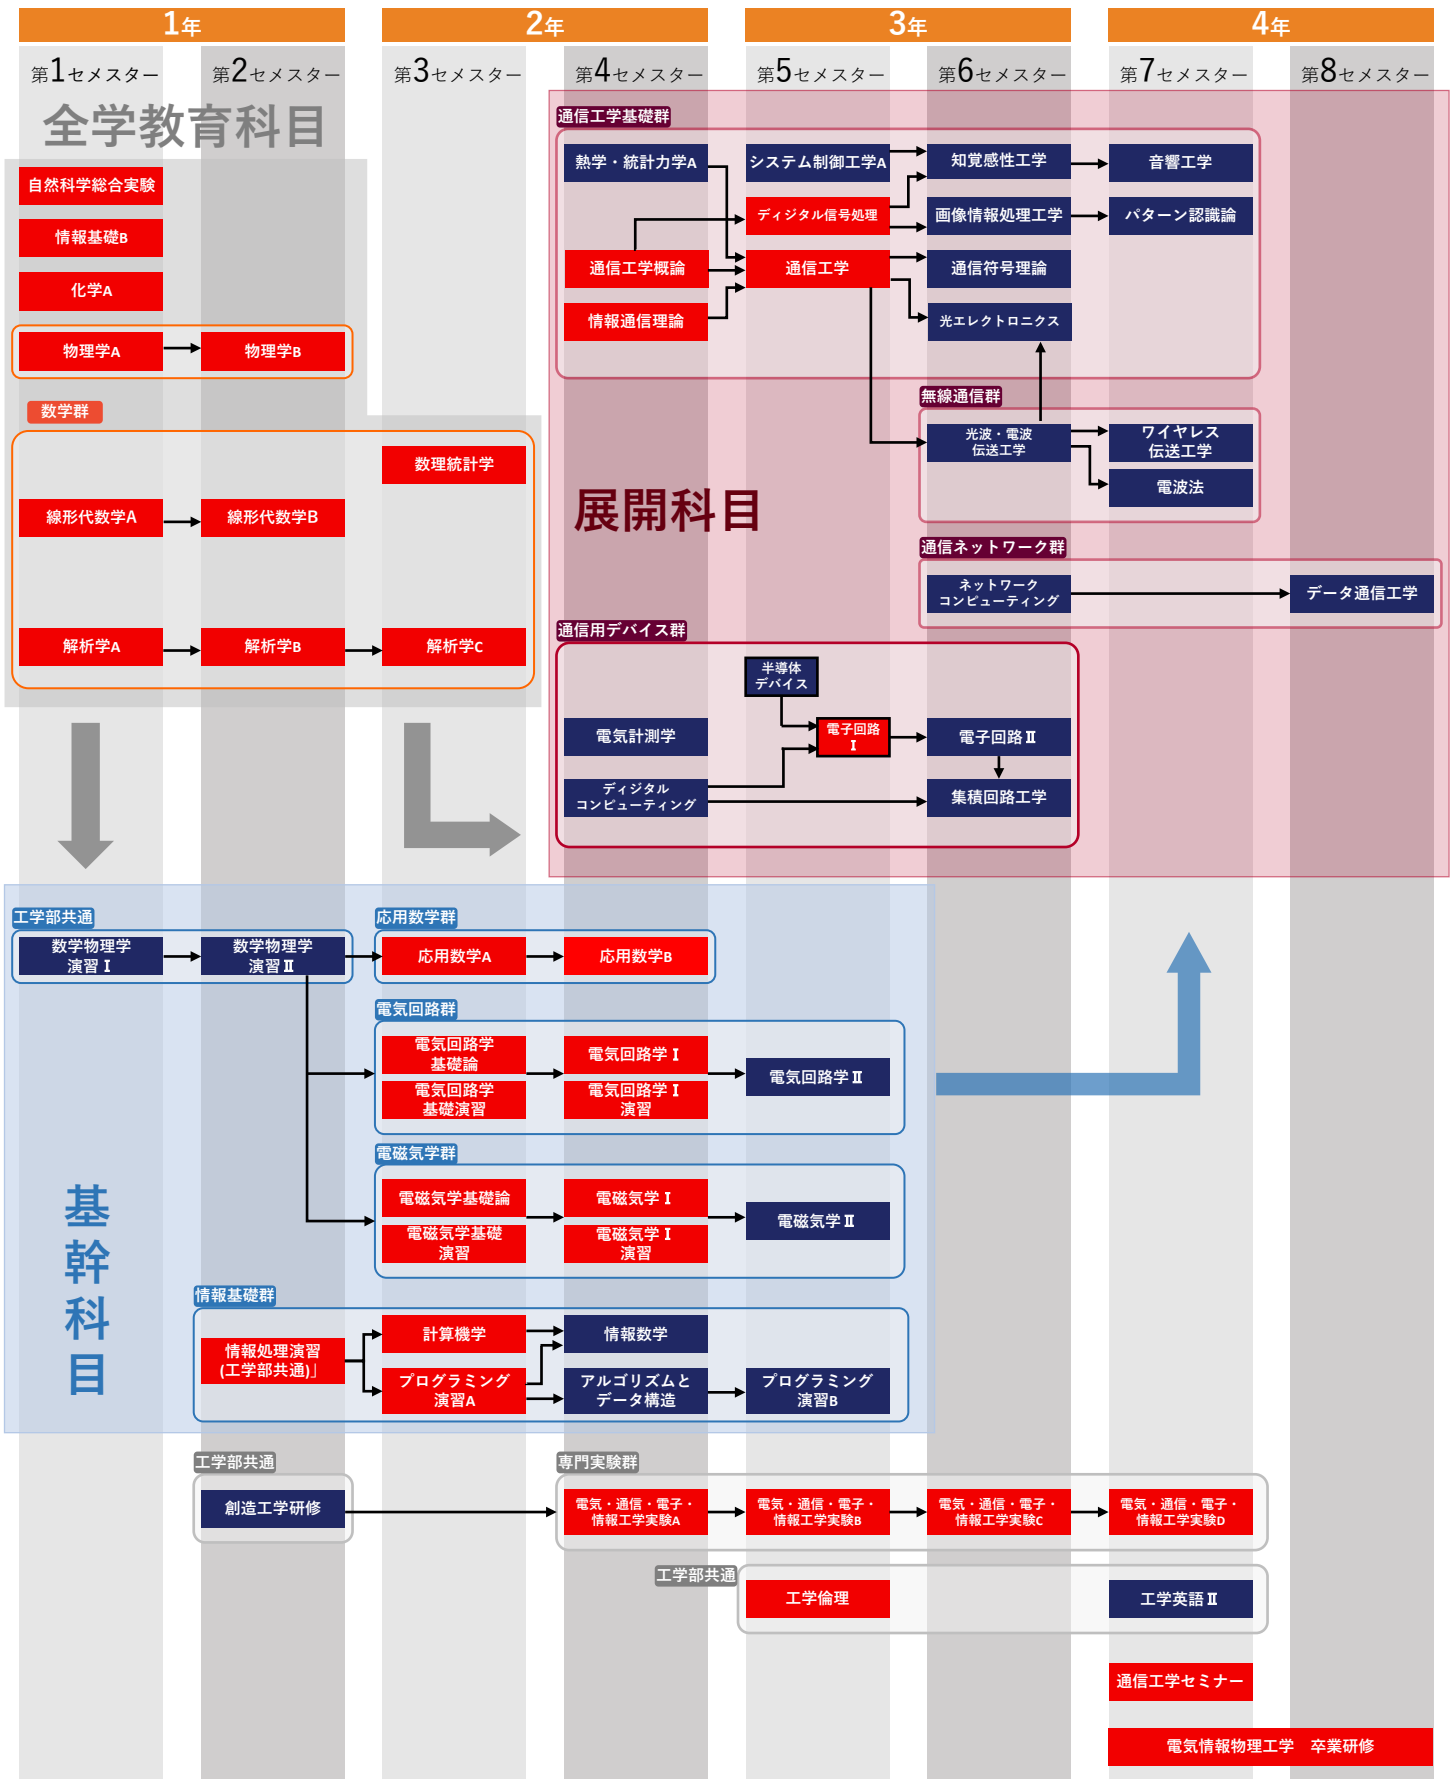 1年
2年
3年
4年
第1セメスター
第2セメスター
第3セメスター
第4セメスター
第5セメスター
第6セメスター
第7セメスター
第8セメスター
全学教育科目
自然科学総合実験
情報基礎B
化学A
物理学A
物理学B
数学群
数理統計学
線形代数学A
線形代数学B
解析学A
解析学B
解析学C
展開科目
通信工学基礎群
熱学・統計力学A
システム制御工学A
知覚感性工学
音響工学
ディジタル信号処理
画像情報処理工学
パターン認識論
通信工学概論
通信工学
通信符号理論
情報通信理論
光エレクトロニクス
無線通信群
光波・電波
伝送工学
ワイヤレス
伝送工学
電波法
通信ネットワーク群
ネットワーク
コンピューティング
データ通信工学
通信用デバイス群
半導体
デバイス
電気計測学
電子回路
I
電子回路Ⅱ
ディジタル
コンピューティング
集積回路工学
基幹科目
工学部共通
数学物理学
演習Ⅰ
数学物理学
演習Ⅱ
応用数学群
応用数学A
応用数学B
電気回路群
電気回路学
基礎論
電気回路学
基礎演習
電気回路学Ⅰ
電気回路学Ⅰ
演習
電気回路学Ⅱ
電磁気学群
電磁気学基礎論
電磁気学基礎
演習
電磁気学Ⅰ
電磁気学Ⅰ
演習
電磁気学Ⅱ
情報基礎群
情報処理演習
(工学部共通)」
計算機学
プログラミング
演習A
情報数学
アルゴリズムと
データ構造
プログラミング
演習B
工学部共通
創造工学研修
専門実験群
電気・通信・電子・
情報工学実験A
電気・通信・電子・
情報工学実験B
電気・通信・電子・
情報工学実験C
電気・通信・電子・
情報工学実験D
工学部共通
工学倫理
工学英語Ⅱ
通信工学セミナー
電気情報物理工学　卒業研修